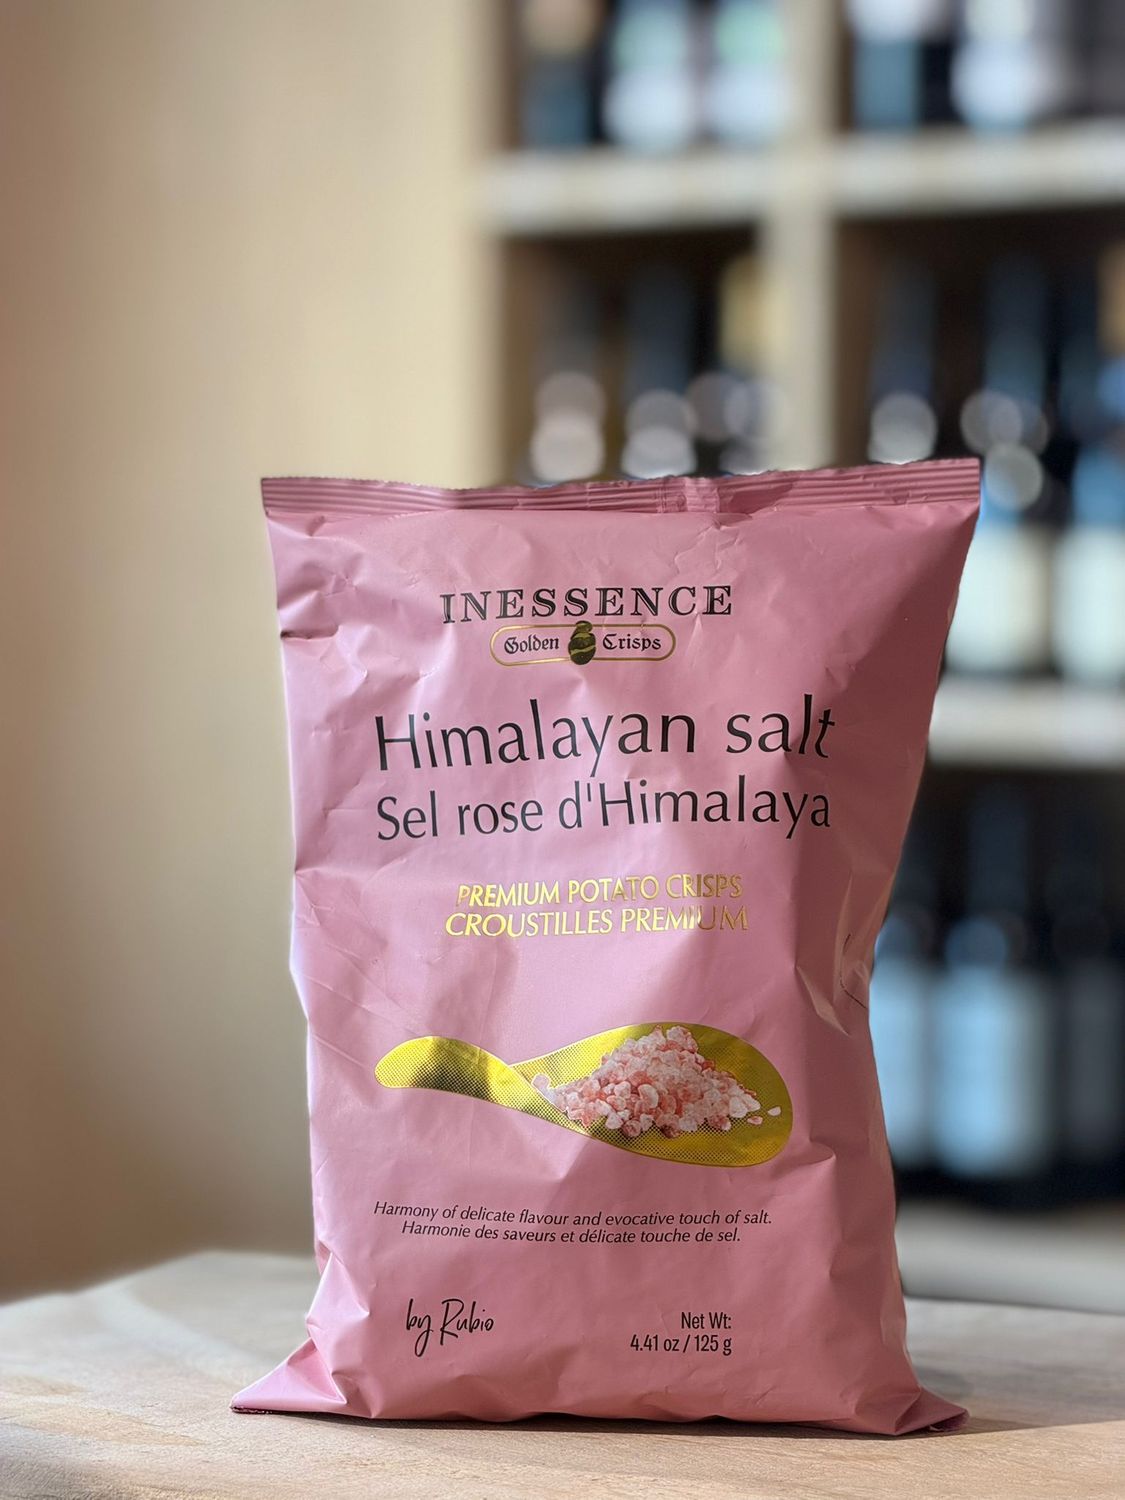 INESSENCE
Golden Crisps
Himalayan salt
Sel rose d'Himalaya
PREMIUM POTATO CRISPS
CROUSTILLES PREMIUM
Harmony of delicate flavour and evocative touch of salt.
Harmonie des saveurs et délicate touche de sel.
by Rubio
Net Wt:
4.41 oz / 125 g